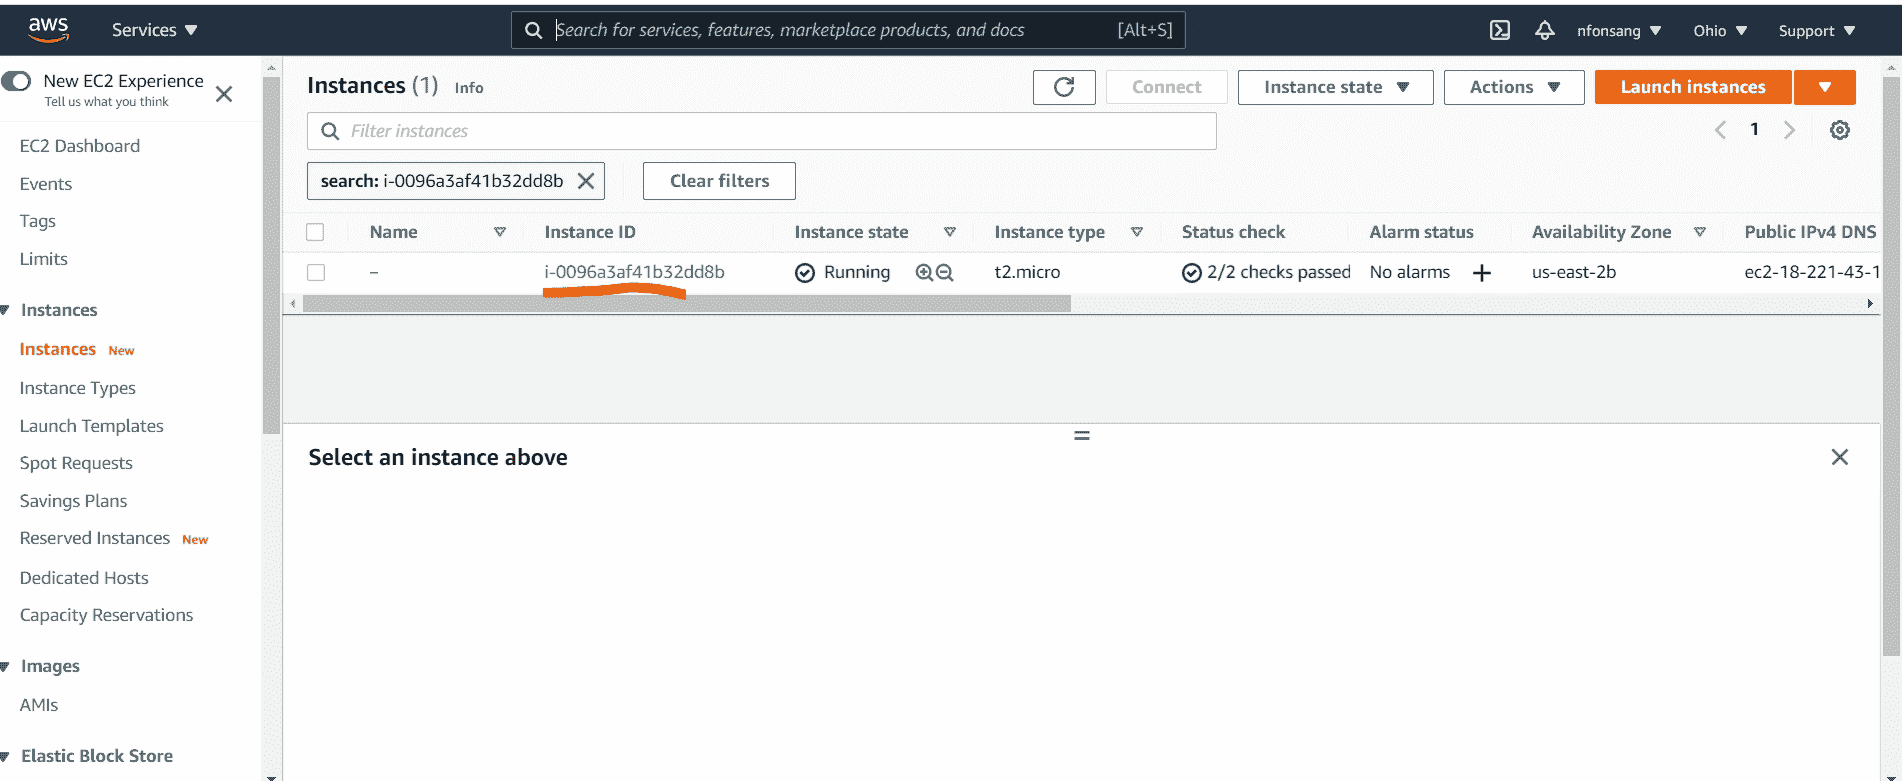 aws Services Search for services, features, marketplace products, and docs [Alt+S] nfonsang Ohio Support
New EC2 Experience
Tell us what you think
EC2 Dashboard
Events
Tags
Limits
Instances
Instances New
Instance Types
Launch Templates
Spot Requests
Savings Plans
Reserved Instances New
Dedicated Hosts
Capacity Reservations
Images
AMIs
Elastic Block Store
Instances (1) Info Connect Instance state Actions Launch instances
Filter instances 1
search: i-0096a3af41b32dd8b Clear filters
Name Instance ID Instance state Instance type Status check Alarm status Availability Zone Public IPv4 DNS
– i-0096a3af41b32dd8b Running t2.micro 2/2 checks passed No alarms + us-east-2b ec2-18-221-43-1
Select an instance above